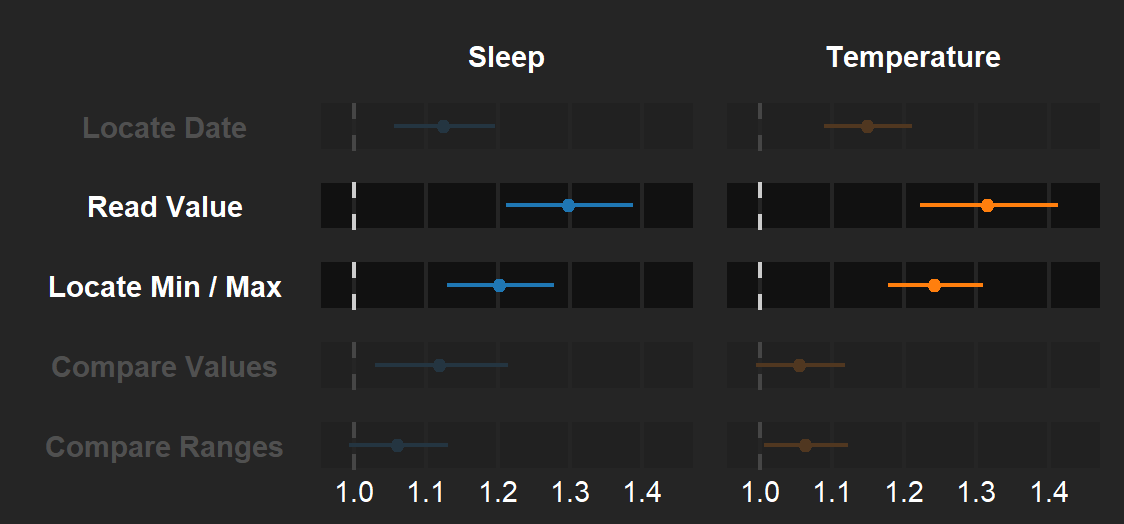 Sleep Temperature
Locate Date
Read Value
Locate Min / Max
Compare Values
Compare Ranges
1.0 1.1 1.2 1.3 1.4 1.0 1.1 1.2 1.3 1.4